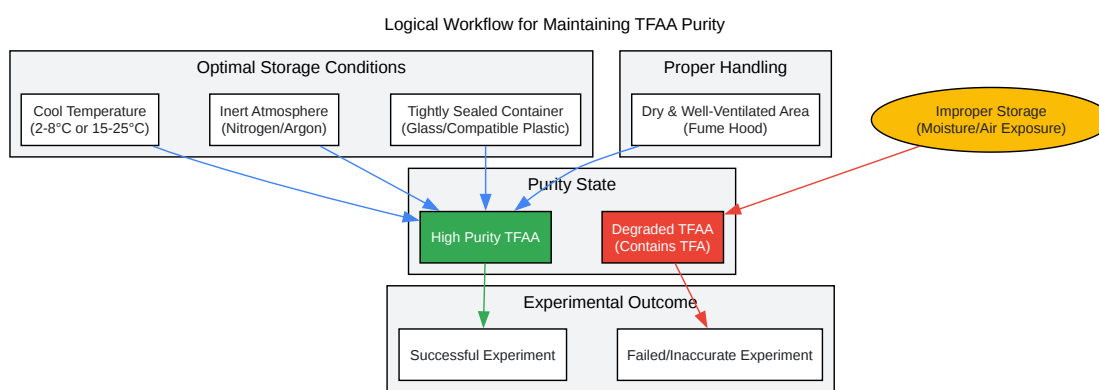 Logical Workflow for Maintaining TFAA Purity
Optimal Storage Conditions
Proper Handling
Cool Temperature
(2-8°C or 15-25°C)
Inert Atmosphere
(Nitrogen/Argon)
Tightly Sealed Container
(Glass/Compatible Plastic)
Dry & Well-Ventilated Area
(Fume Hood)
Improper Storage
(Moisture/Air Exposure)
Purity State
High Purity TFAA
Degraded TFAA
(Contains TFA)
Experimental Outcome
Successful Experiment
Failed/Inaccurate Experiment